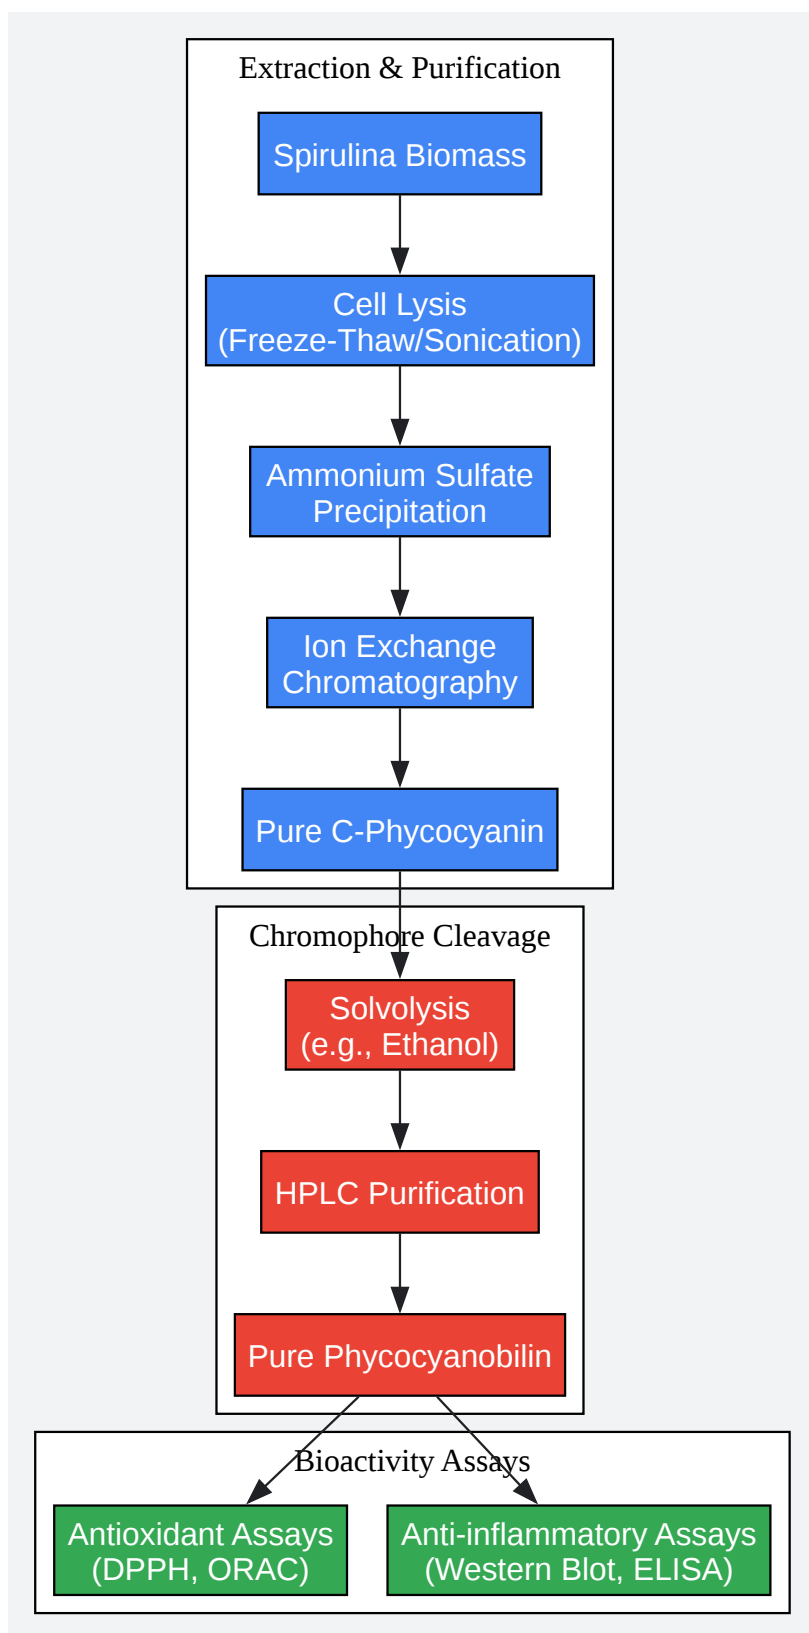 Extraction & Purification
Spirulina Biomass
Cell Lysis
(Freeze-Thaw/Sonication)
Ammonium Sulfate
Precipitation
Ion Exchange
Chromatography
Pure C-Phycocyanin
Chromophore Cleavage
Solvolysis
(e.g., Ethanol)
HPLC Purification
Pure Phycocyanobilin
Bioactivity Assays
Antioxidant Assays
(DPPH, ORAC)
Anti-inflammatory Assays
(Western Blot, ELISA)